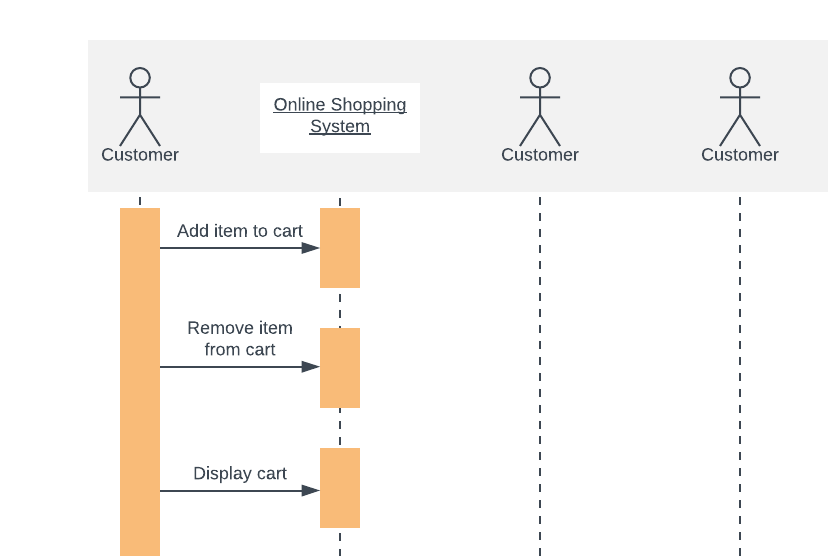 Online Shopping
System
Customer
Customer
Customer
Add item to cart
Remove item
from cart
Display cart